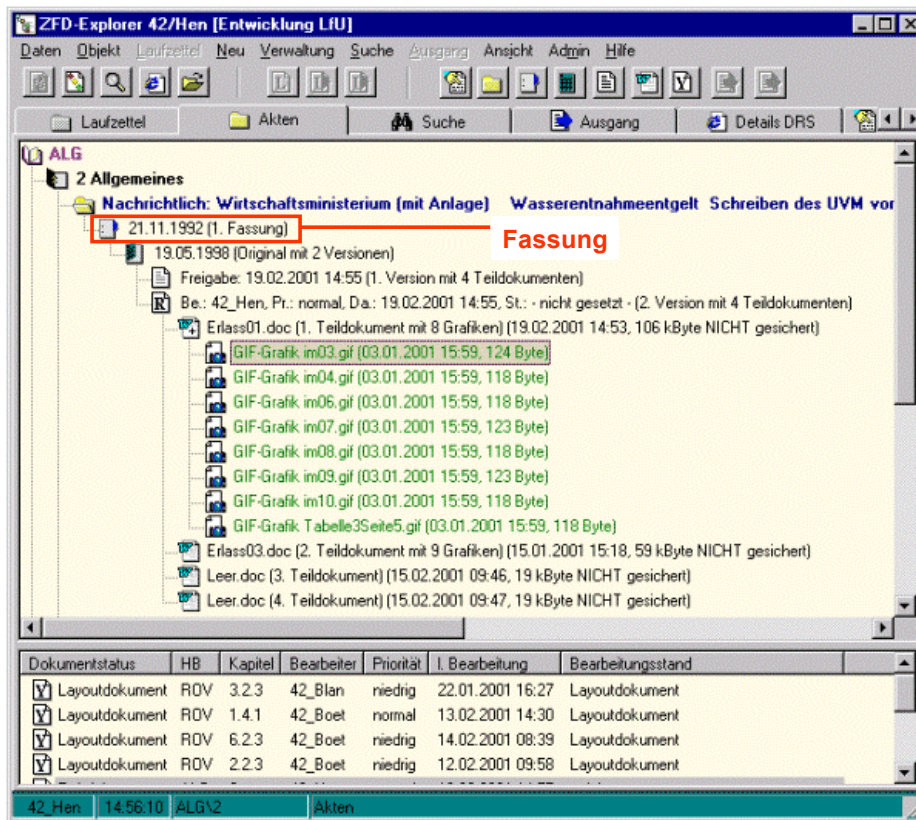 ZFD-Explorer 42/Hen [Entwicklung LfU]
Daten Objekt Laufzettel Neu Verwaltung Suche Ausgang Ansicht Admin Hilfe
Laufzettel Akten Suche Ausgang Details DRS
ALG
2 Allgemeines
Nachrichtlich: Wirtschaftsministerium (mit Anlage) Wasserentnahmeentgelt Schreiben des UVM vor
21.11.1992 (1. Fassung)
Fassung
19.05.1998 (Original mit 2 Versionen)
Freigabe: 19.02.2001 14:55 (1. Version mit 4 Teildokumenten)
Be.: 42_Hen, Pr.: normal, Da.: 19.02.2001 14:55, St.: - nicht gesetzt - (2. Version mit 4 Teildokumenten)
Erlass01.doc (1. Teildokument mit 8 Grafiken) (19.02.2001 14:53, 106 kByte NICHT gesichert)
GIF-Grafik im03.gif (03.01.2001 15:59, 124 Byte)
GIF-Grafik im04.gif (03.01.2001 15:59, 118 Byte)
GIF-Grafik im06.gif (03.01.2001 15:59, 118 Byte)
GIF-Grafik im07.gif (03.01.2001 15:59, 123 Byte)
GIF-Grafik im08.gif (03.01.2001 15:59, 118 Byte)
GIF-Grafik im09.gif (03.01.2001 15:59, 123 Byte)
GIF-Grafik im10.gif (03.01.2001 15:59, 118 Byte)
GIF-Grafik Tabelle3Seite5.gif (03.01.2001 15:59, 118 Byte)
Erlass03.doc (2. Teildokument mit 9 Grafiken) (15.01.2001 15:18, 59 kByte NICHT gesichert)
Leer.doc (3. Teildokument) (15.02.2001 09:46, 19 kByte NICHT gesichert)
Leer.doc (4. Teildokument) (15.02.2001 09:47, 19 kByte NICHT gesichert)
Dokumentstatus HB Kapitel Bearbeiter Priorität l. Bearbeitung Bearbeitungsstand
Layoutdokument ROV 3.2.3 42_Blan niedrig 22.01.2001 16:27 Layoutdokument
Layoutdokument ROV 1.4.1 42_Boet normal 13.02.2001 14:30 Layoutdokument
Layoutdokument ROV 6.2.3 42_Boet niedrig 14.02.2001 08:39 Layoutdokument
Layoutdokument ROV 2.2.3 42_Boet niedrig 12.02.2001 09:58 Layoutdokument
42_Hen 14:56:10 ALG\2 Akten